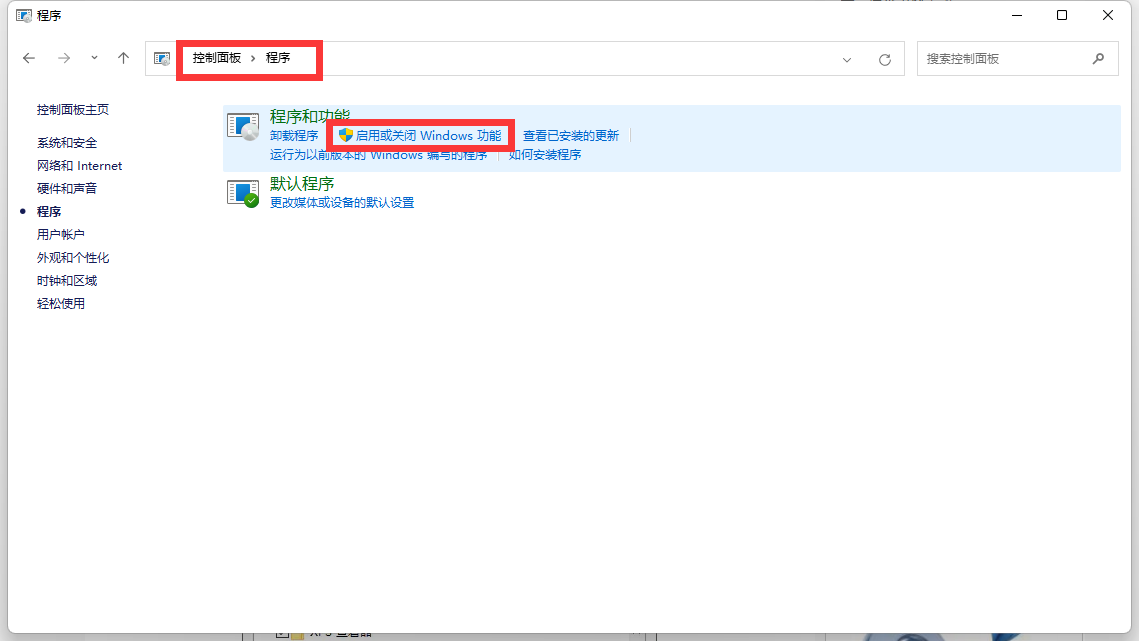 程序
控制面板 › 程序
搜索控制面板
控制面板主页
系统和安全
网络和 Internet
硬件和声音
程序
用户帐户
外观和个性化
时钟和区域
轻松使用
程序和功能
卸载程序 启用或关闭 Windows 功能 查看已安装的更新
运行为以前版本的 Windows 编写的程序 如何安装程序
默认程序
更改媒体或设备的默认设置
XPS 查看器